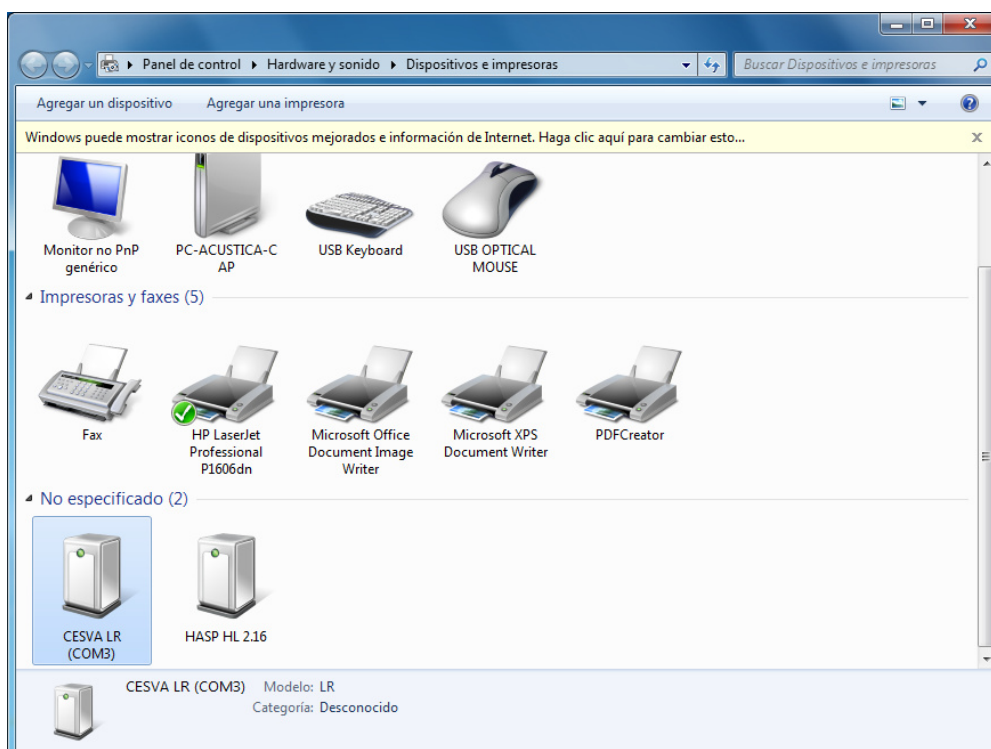 Panel de control Hardware y sonido Dispositivos e impresoras
Buscar Dispositivos e impresoras
Agregar un dispositivo Agregar una impresora
Windows puede mostrar iconos de dispositivos mejorados e información de Internet. Haga clic aquí para cambiar esto...
Monitor no PnP
genérico
PC-ACUSTICA-C
AP
USB Keyboard
USB OPTICAL
MOUSE
Impresoras y faxes (5)
Fax
HP LaserJet
Professional
P1606dn
Microsoft Office
Document Image
Writer
Microsoft XPS
Document Writer
PDFCreator
No especificado (2)
CESVA LR
(COM3)
HASP HL 2.16
CESVA LR (COM3) Modelo: LR
Categoría: Desconocido